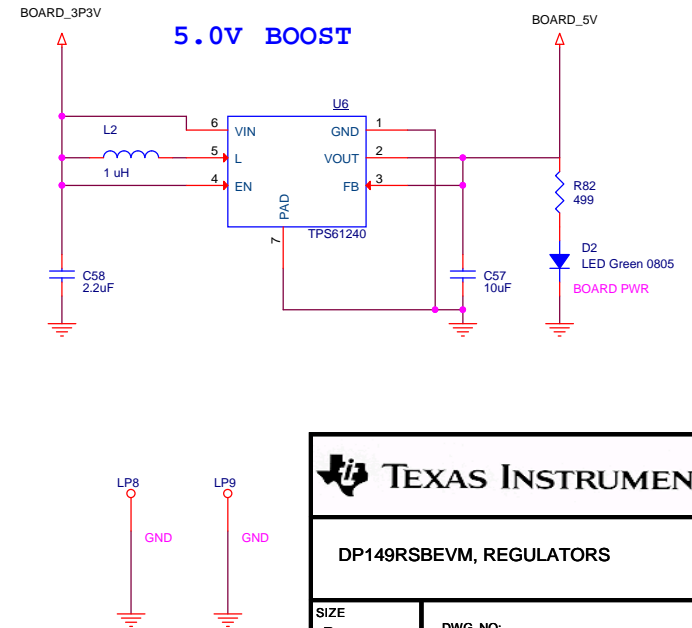 BOARD_3P3V
5.0V BOOST
BOARD_5V
U6
L2
1 uH
6
5
4
VIN
L
EN
GND
VOUT
FB
PAD
1
2
3
7
TPS61240
R82
499
D2
LED Green 0805
BOARD PWR
C58
2.2uF
C57
10uF
LP8
GND
LP9
GND
TEXAS INSTRUMEN
DP149RSBEVM, REGULATORS
SIZE
DWG NO: